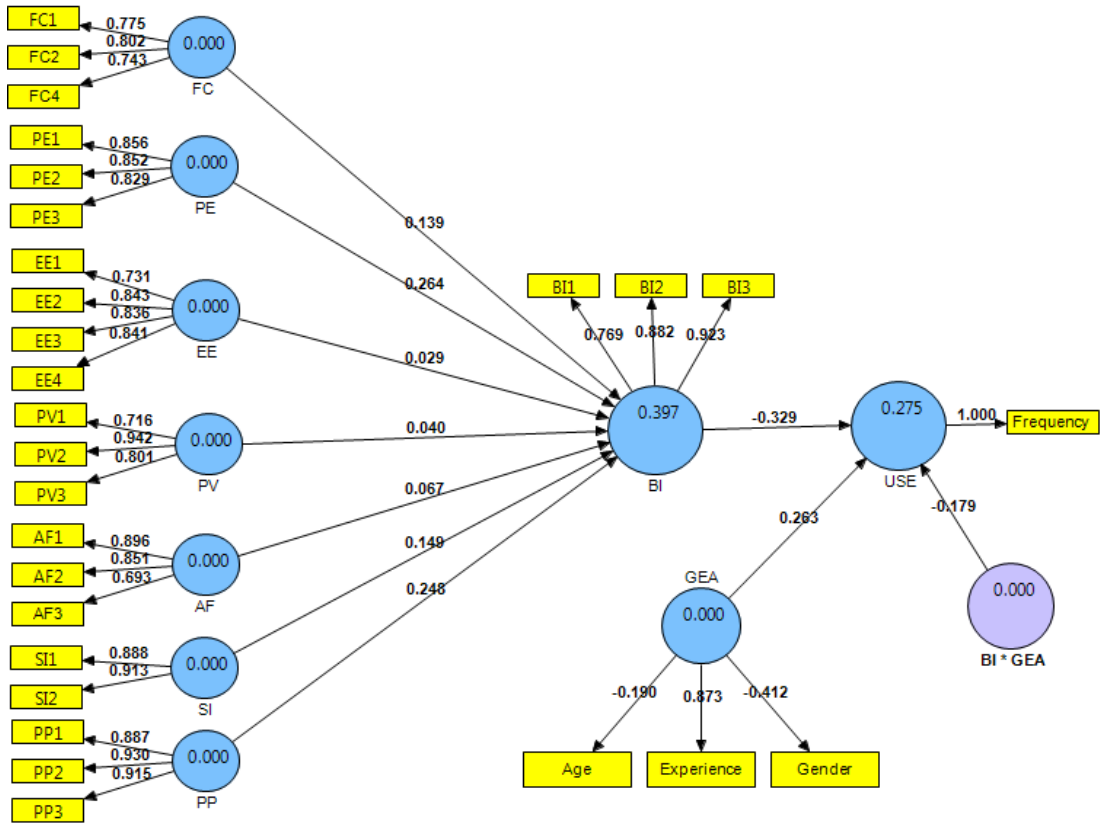 FC1
0.775
FC2
0.802
FC4
0.743
0.000
FC
PE1
0.856
PE2
0.852
PE3
0.829
0.000
PE
EE1
0.731
EE2
0.843
EE3
0.836
EE4
0.841
0.000
EE
PV1
0.716
PV2
0.942
PV3
0.801
0.000
PV
AF1
0.896
AF2
0.851
AF3
0.693
0.000
AF
SI1
0.888
SI2
0.913
0.000
SI
PP1
0.887
PP2
0.930
PP3
0.915
0.000
PP
0.139
0.264
0.029
0.040
0.067
0.149
0.248
BI1
BI2
BI3
0.769
0.882
0.923
0.397
BI
-0.329
0.275
USE
1.000
Frequency
0.263
-0.179
GEA
0.000
0.000
BI * GEA
-0.190
0.873
-0.412
Age
Experience
Gender